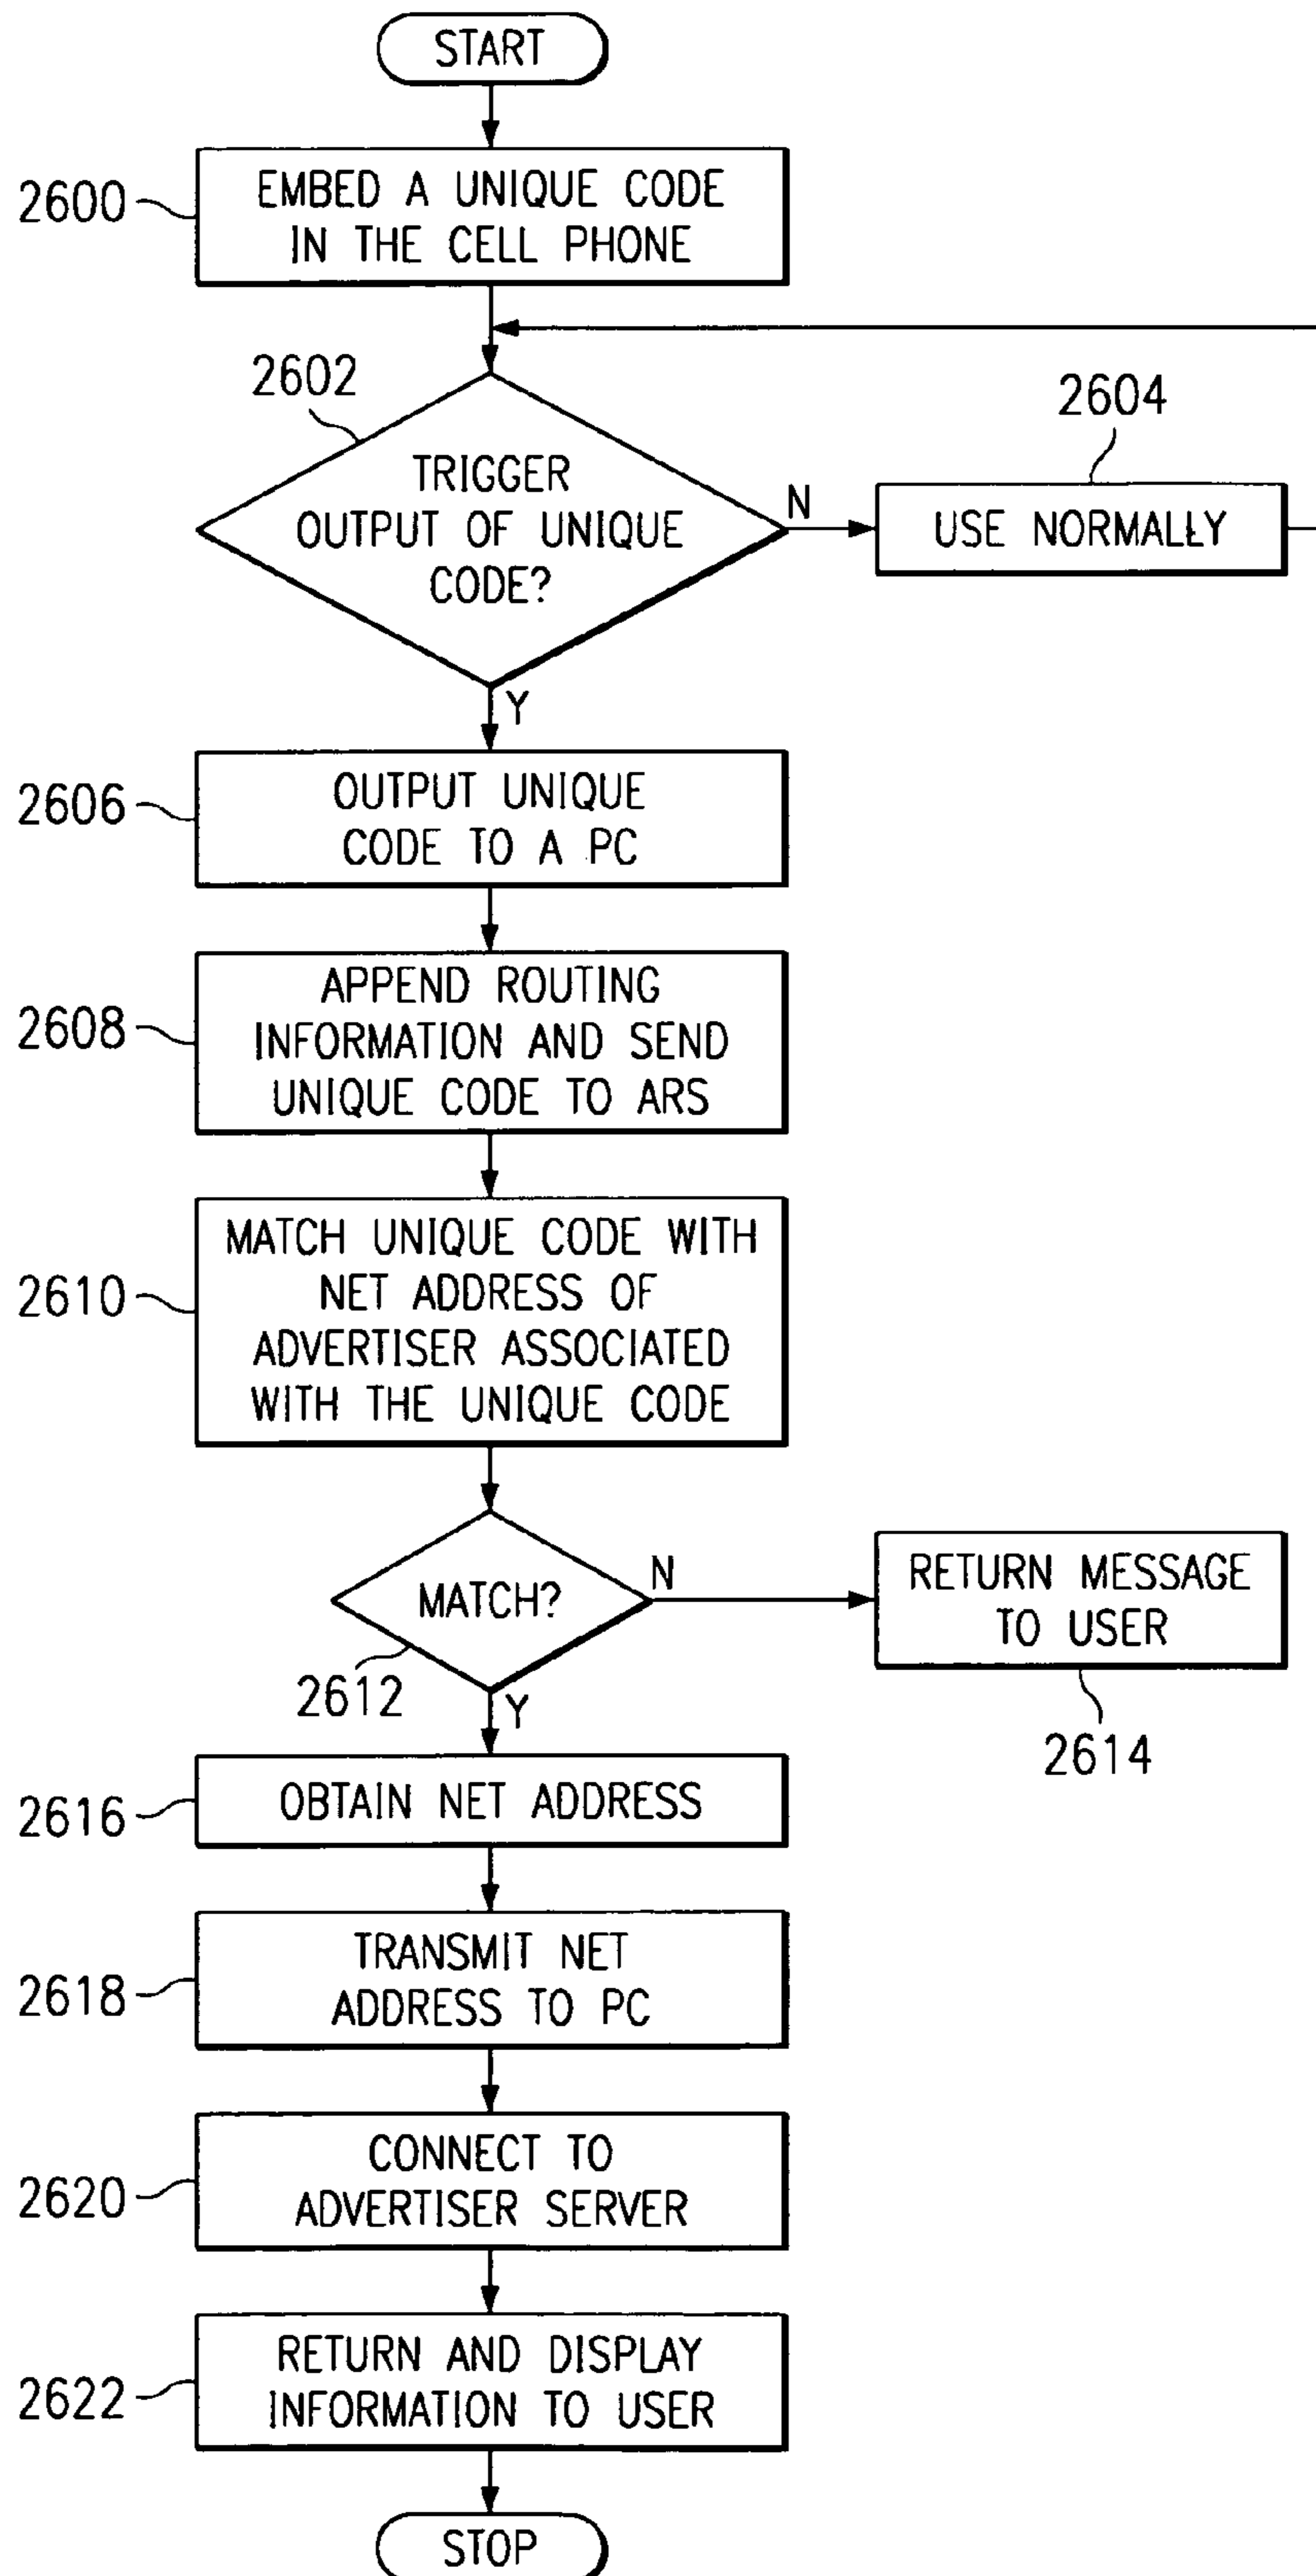 START
2600
EMBED A UNIQUE CODE
IN THE CELL PHONE
2602
TRIGGER
OUTPUT OF UNIQUE
CODE?
N
2604
USE NORMALLY
Y
2606
OUTPUT UNIQUE
CODE TO A PC
2608
APPEND ROUTING
INFORMATION AND SEND
UNIQUE CODE TO ARS
2610
MATCH UNIQUE CODE WITH
NET ADDRESS OF
ADVERTISER ASSOCIATED
WITH THE UNIQUE CODE
MATCH?
N
2612
Y
RETURN MESSAGE
TO USER
2614
2616
OBTAIN NET ADDRESS
2618
TRANSMIT NET
ADDRESS TO PC
2620
CONNECT TO
ADVERTISER SERVER
2622
RETURN AND DISPLAY
INFORMATION TO USER
STOP